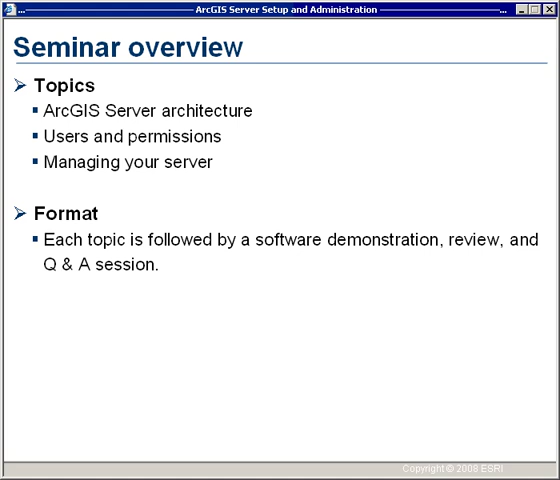 ... ArcGIS Server Setup and Administration ...
Seminar overview
Topics
ArcGIS Server architecture
Users and permissions
Managing your server
Format
Each topic is followed by a software demonstration, review, and
Q & A session.
Copyright © 2008 ESRI